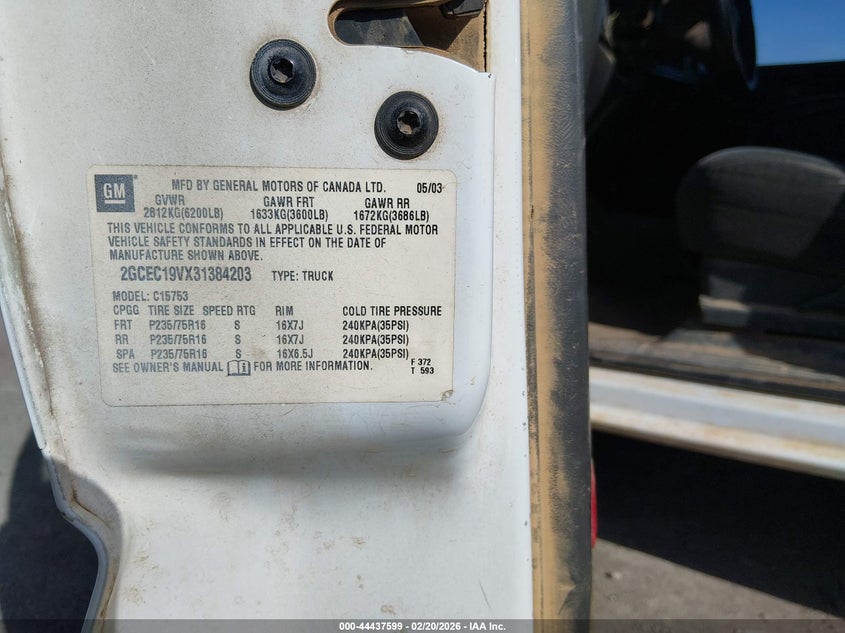 GM
MFD BY GENERAL MOTORS OF CANADA LTD. 05/03
GVWR GAWR FRT GAWR RR
2812KG(6200LB) 1633KG(3600LB) 1672KG(3686LB)
THIS VEHICLE CONFORMS TO ALL APPLICABLE U.S. FEDERAL MOTOR
VEHICLE SAFETY STANDARDS IN EFFECT ON THE DATE OF
MANUFACTURE SHOWN ABOVE.
2GCEC19VX31384203 TYPE: TRUCK
MODEL: C15753
CPGG TIRE SIZE SPEED RTG RIM COLD TIRE PRESSURE
FRT P235/75R16 S 16X7J 240KPA(35PSI)
RR P235/75R16 S 16X7J 240KPA(35PSI)
SPA P235/75R16 S 16X6.5J 240KPA(35PSI)
SEE OWNER'S MANUAL i FOR MORE INFORMATION.
F 372
T 593
000-44437599 - 02/20/2026 - IAA Inc.